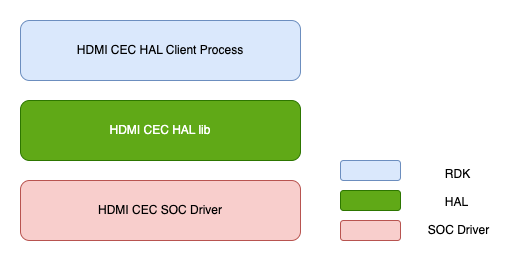 HDMI CEC HAL Client Process
HDMI CEC HAL lib
HDMI CEC SOC Driver
RDK
HAL
SOC Driver